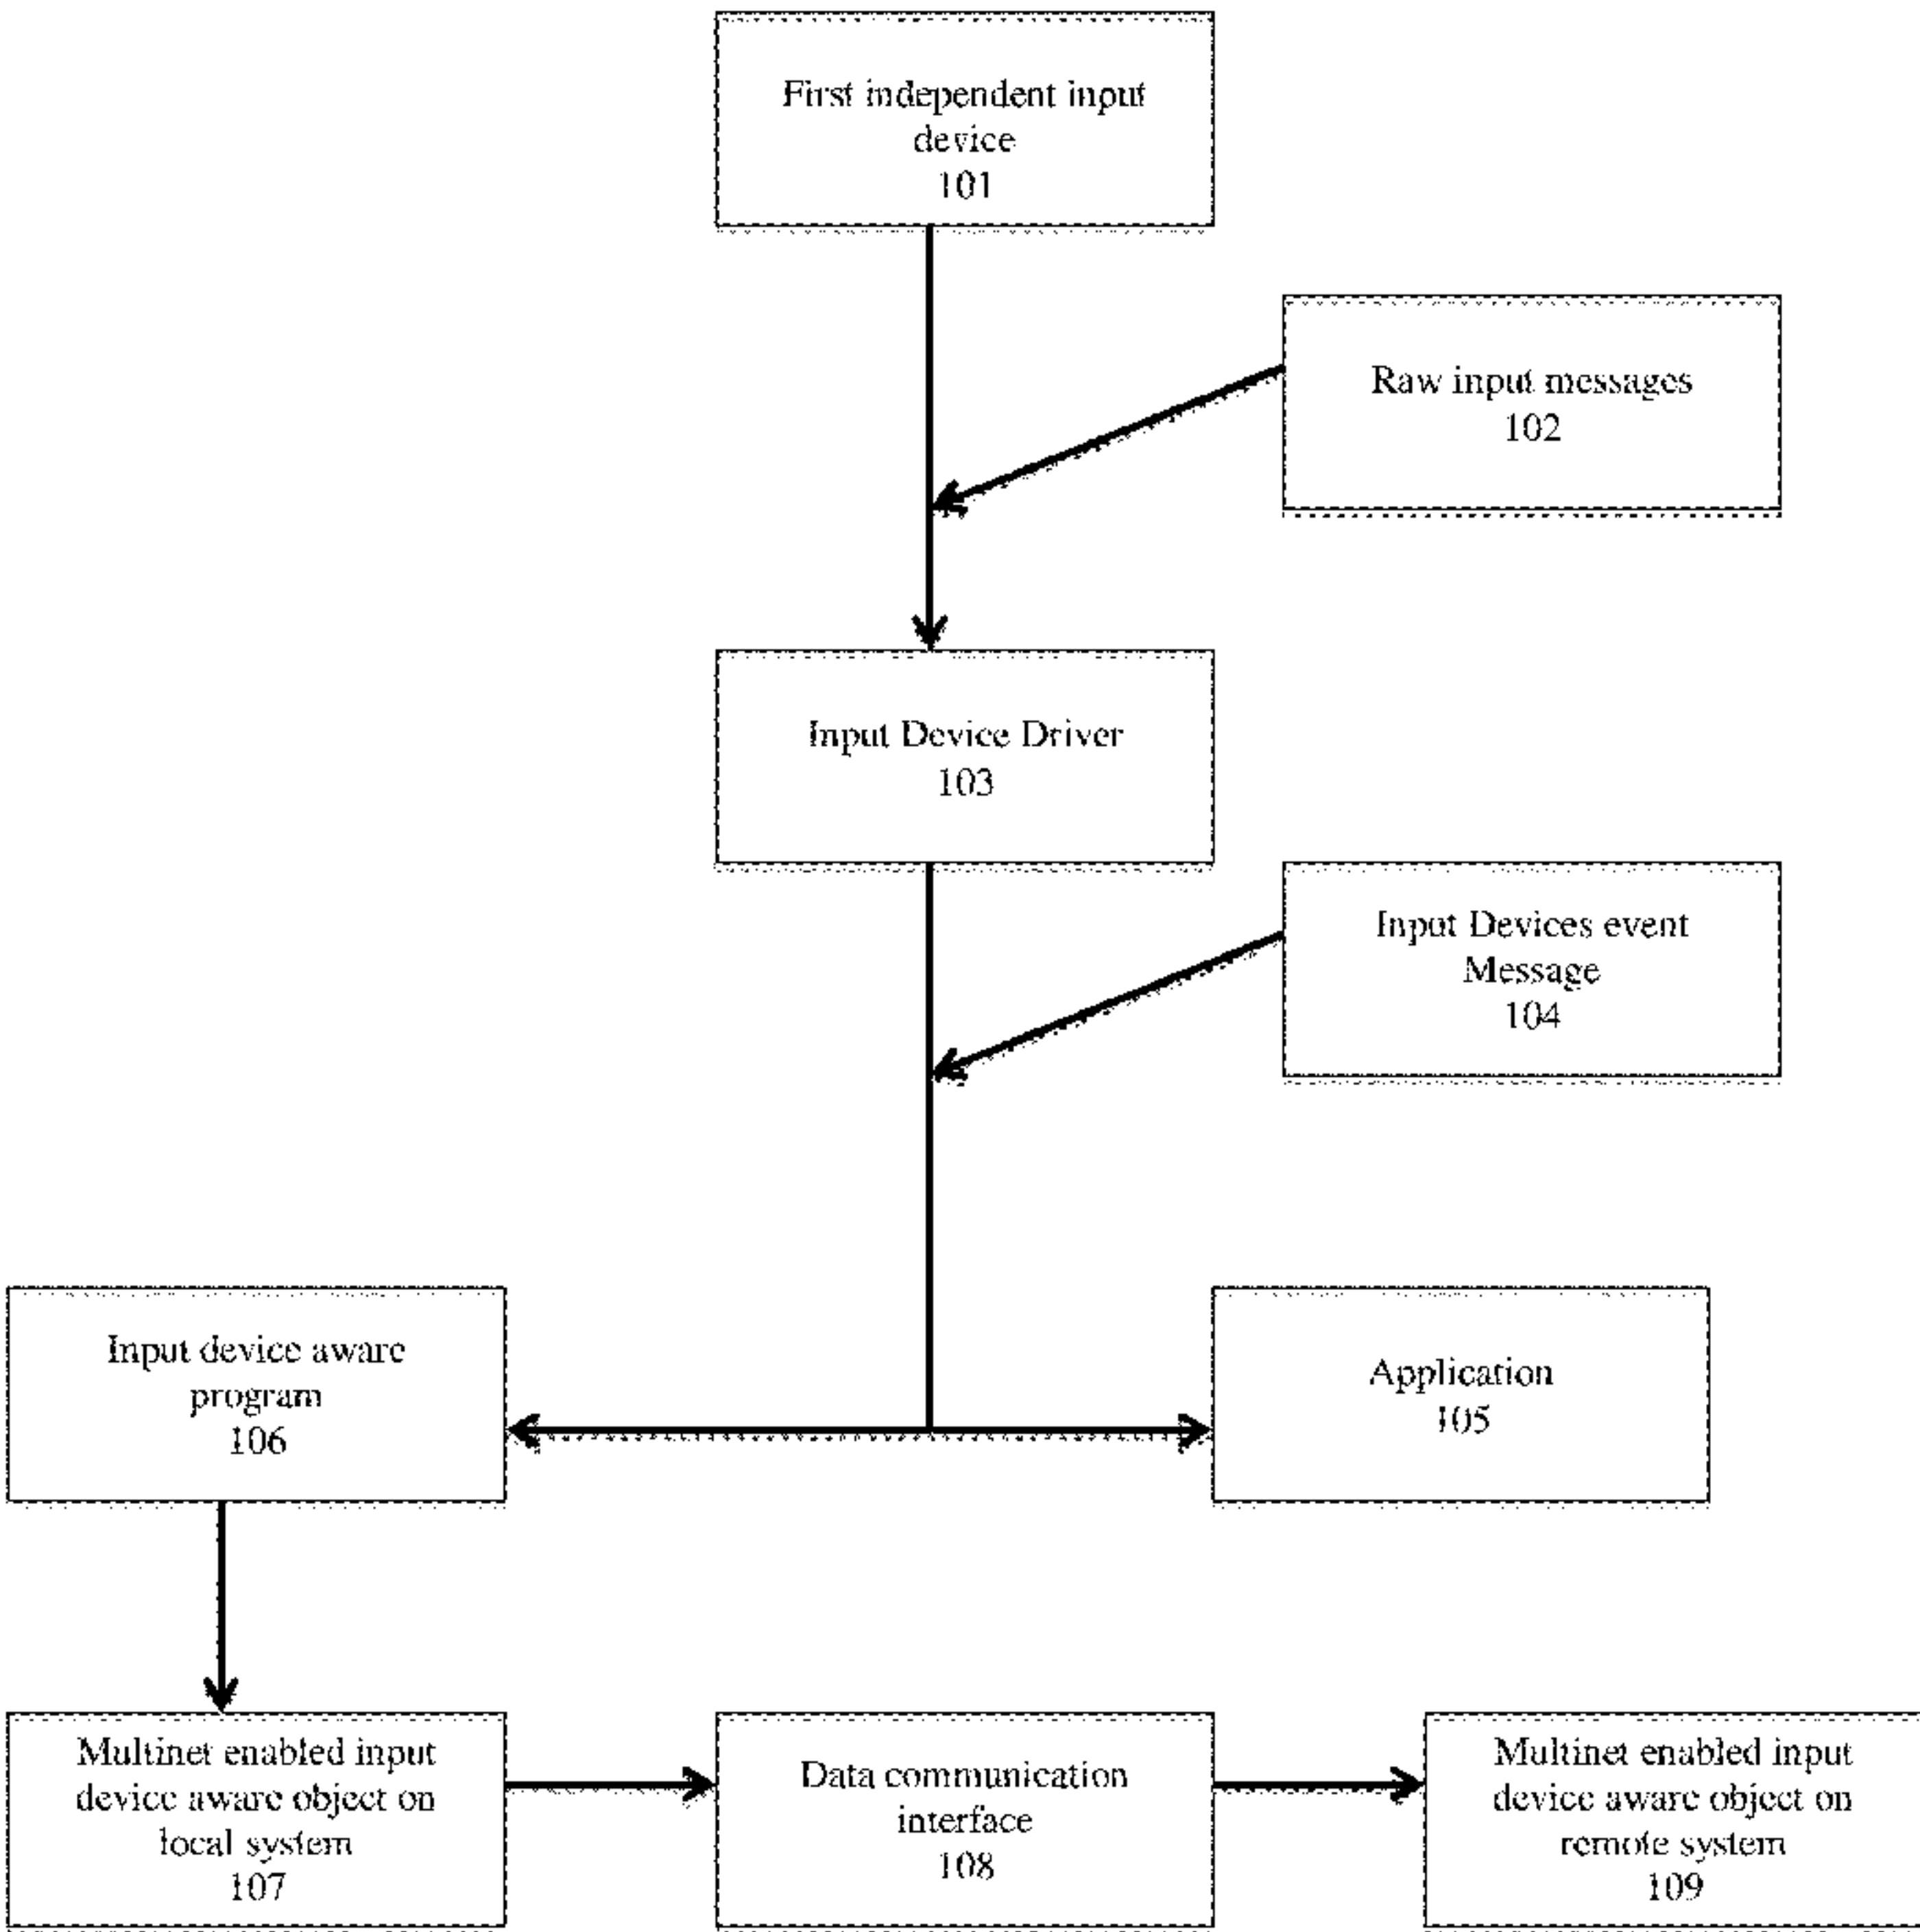 First independent input
device
101
Raw input messages
102
Input Device Driver
103
Input Devices event
Message
104
Input device aware
program
106
Application
105
Multinet enabled input
device aware object on
local system
107
Data communication
interface
108
Multinet enabled input
device aware object on
remote system
109